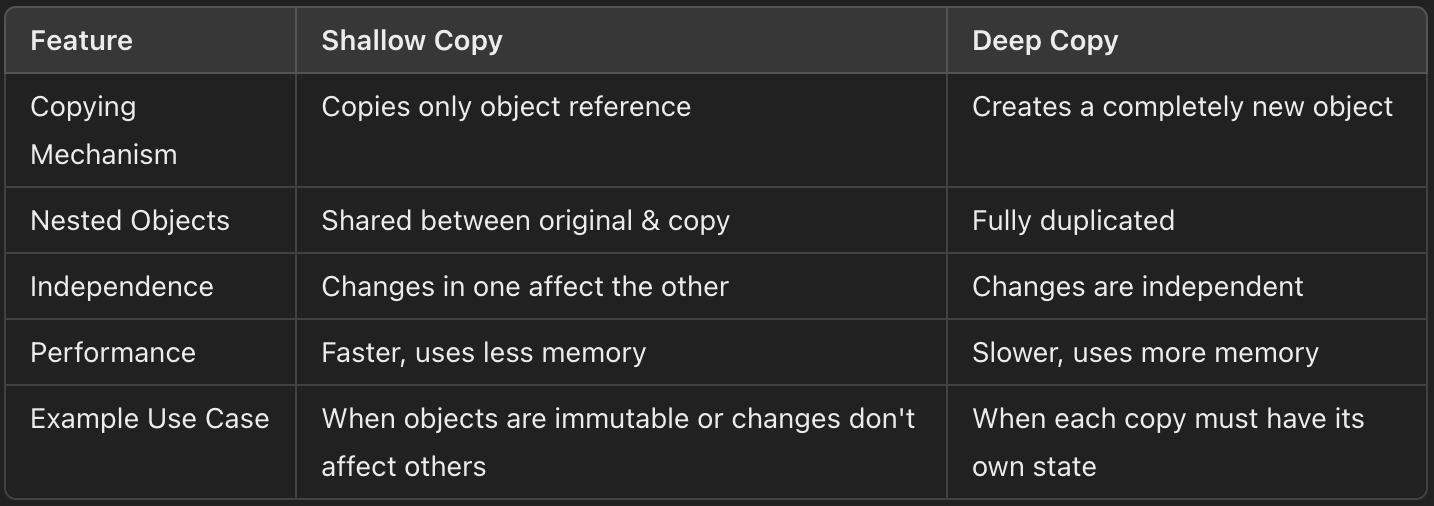 Feature Shallow Copy Deep Copy
Copying Copies only object reference Creates a completely new object
Mechanism
Nested Objects Shared between original & copy Fully duplicated
Independence Changes in one affect the other Changes are independent
Performance Faster, uses less memory Slower, uses more memory
Example Use Case When objects are immutable or changes don't When each copy must have its
affect others own state